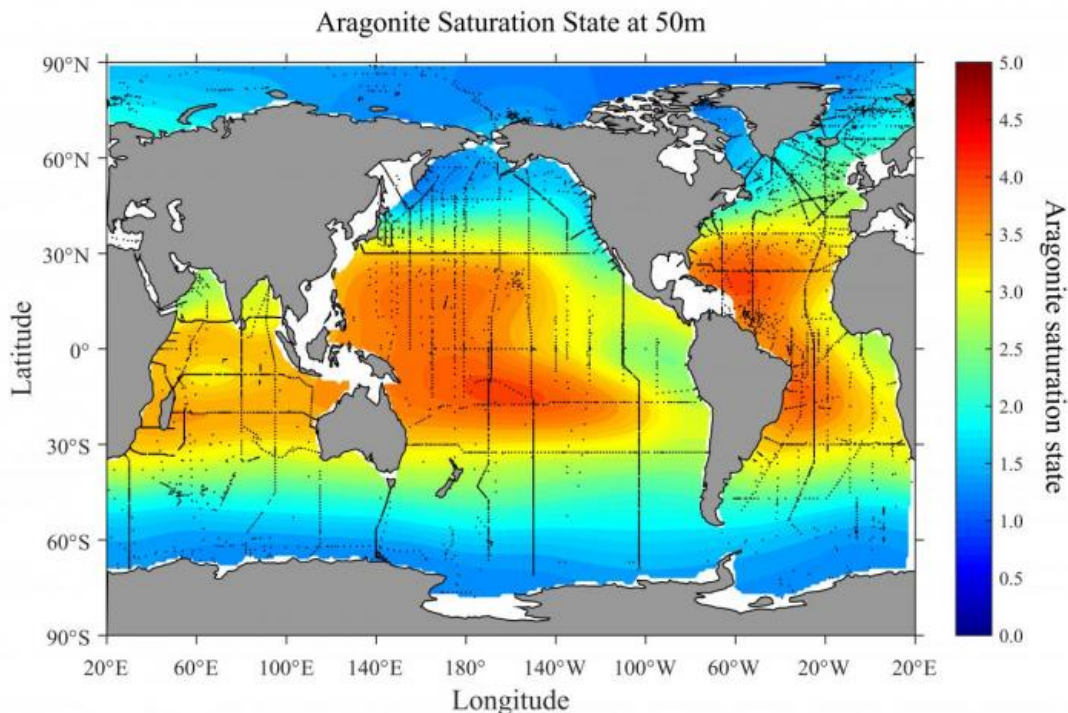 Aragonite Saturation State at 50m
90°N
60°N
30°N
0°
30°S
60°S
90°S
Latitude
20°E
60°E
100°E
140°E
180°
140°W
100°W
60°W
20°W
20°E
Longitude
5.0
4.5
4.0
3.5
3.0
2.5
2.0
1.5
1.0
0.5
0.0
Aragonite saturation state